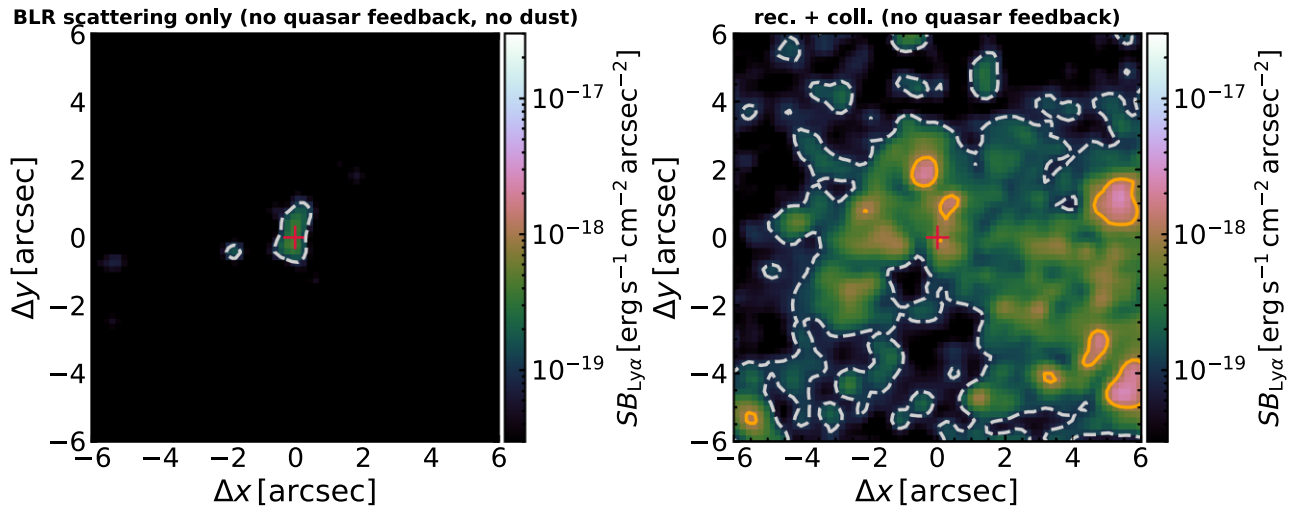 BLR scattering only (no quasar feedback, no dust)
6
4
2
0
−2
−4
−6
Δy [arcsec]
−6 −4 −2 0 2 4 6
Δx [arcsec]
10⁻¹⁷
10⁻¹⁸
10⁻¹⁹
SB_Lyα [erg s⁻¹ cm⁻² arcsec⁻²]
rec. + coll. (no quasar feedback)
6
4
2
0
−2
−4
−6
Δy [arcsec]
−6 −4 −2 0 2 4 6
Δx [arcsec]
10⁻¹⁷
10⁻¹⁸
10⁻¹⁹
SB_Lyα [erg s⁻¹ cm⁻² arcsec⁻²]